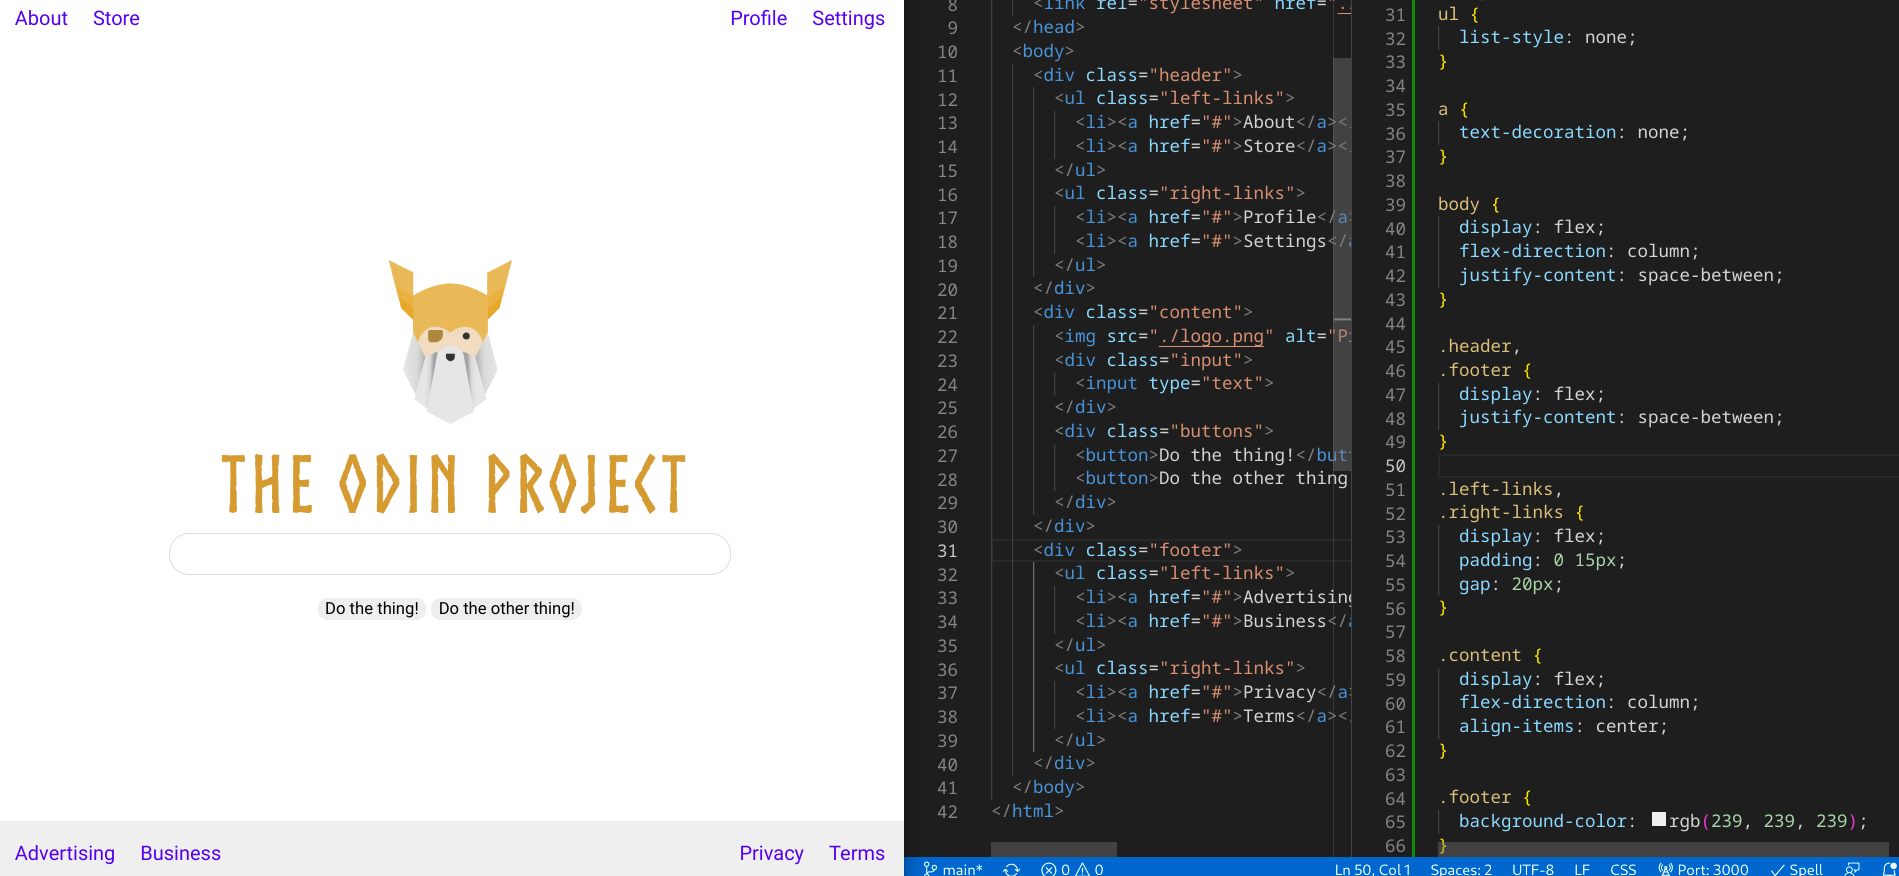 About Store Profile Settings
THE ODIN PROJECT
Do the thing! Do the other thing!
Advertising Business Privacy Terms
8 <link rel="stylesheet" href="
9 </head>
10 <body>
11 <div class="header">
12 <ul class="left-links">
13 <li><a href="#">About</a><
14 <li><a href="#">Store</a><
15 </ul>
16 <ul class="right-links">
17 <li><a href="#">Profile</a>
18 <li><a href="#">Settings</a
19 </ul>
20 </div>
21 <div class="content">
22 <img src="./logo.png" alt="P
23 <div class="input">
24 <input type="text">
25 </div>
26 <div class="buttons">
27 <button>Do the thing!</butt
28 <button>Do the other thing
29 </div>
30 </div>
31 <div class="footer">
32 <ul class="left-links">
33 <li><a href="#">Advertising
34 <li><a href="#">Business</a
35 </ul>
36 <ul class="right-links">
37 <li><a href="#">Privacy</a>
38 <li><a href="#">Terms</a><
39 </ul>
40 </div>
41 </body>
42 </html>
31 ul {
32 list-style: none;
33 }
34
35 a {
36 text-decoration: none;
37 }
38
39 body {
40 display: flex;
41 flex-direction: column;
42 justify-content: space-between;
43 }
44
45 .header,
46 .footer {
47 display: flex;
48 justify-content: space-between;
49 }
50
51 .left-links,
52 .right-links {
53 display: flex;
54 padding: 0 15px;
55 gap: 20px;
56 }
57
58 .content {
59 display: flex;
60 flex-direction: column;
61 align-items: center;
62 }
63
64 .footer {
65 background-color: rgb(239, 239, 239);
66 }
main* 0 0 Ln 50, Col 1 Spaces: 2 UTF-8 LF CSS Port: 3000 Spell